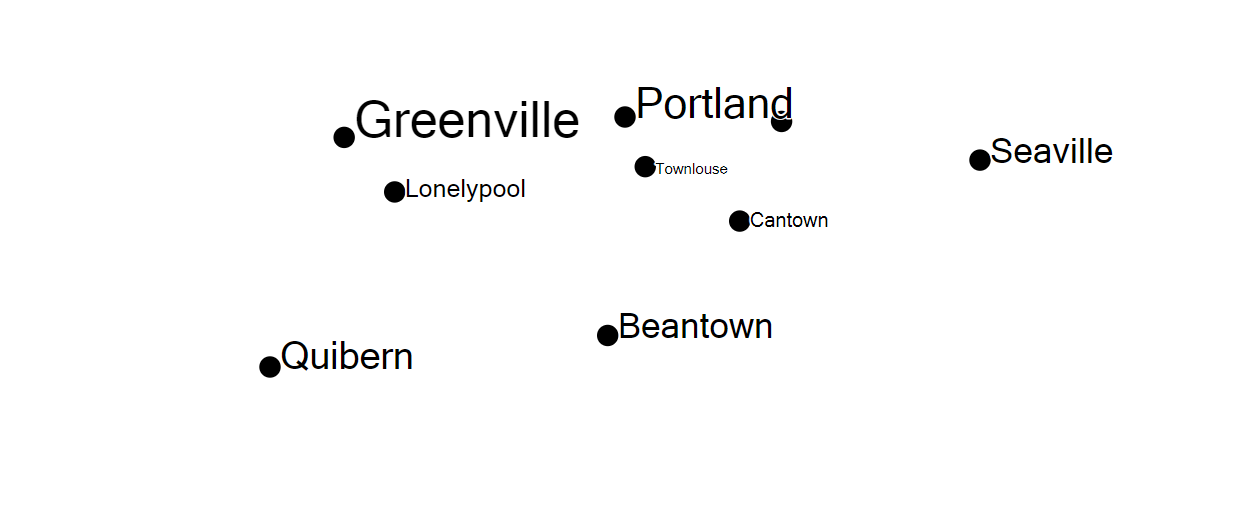 Greenville
Portland
Seaville
Townlouse
Lonelypool
Cantown
Beantown
Quibern